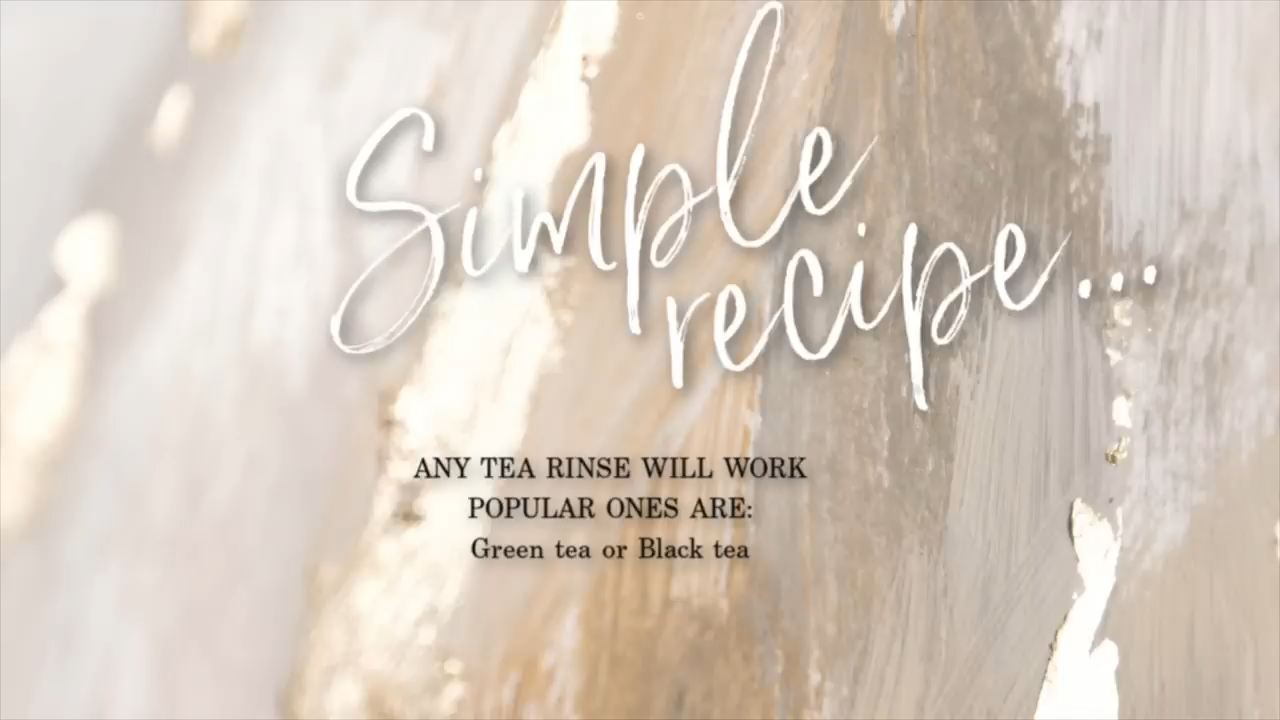 Simple
recipe...
ANY TEA RINSE WILL WORK
POPULAR ONES ARE:
Green tea or Black tea